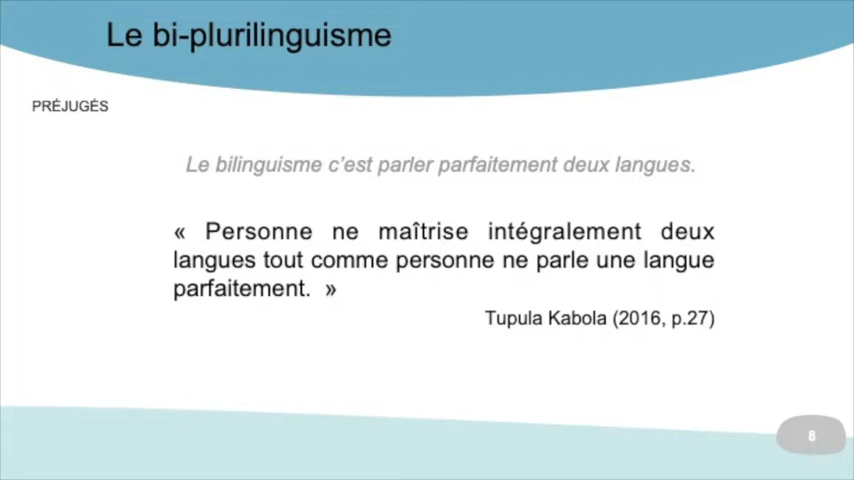 Le bi-plurilinguisme
PRÉJUGÉS
Le bilinguisme c’est parler parfaitement deux langues.
« Personne ne maîtrise intégralement deux
langues tout comme personne ne parle une langue
parfaitement. »
Tupula Kabola (2016, p.27)
8